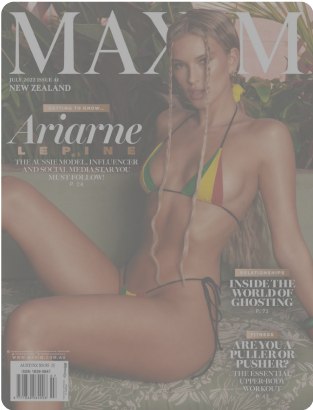 MAXIM
JULY 2022 ISSUE 43
NEW ZEALAND
GETTING TO KNOW...
Ariarne
LEPINE
THE AUSSIE MODEL, INFLUENCER
AND SOCIAL MEDIA STAR YOU
MUST FOLLOW!
RELATIONSHIPS
INSIDE THE
WORLD OF
GHOSTING
FITNESS
ARE YOU A
PULLER OR
PUSHER?
THE ESSENTIAL
UPPER-BODY
WORKOUT